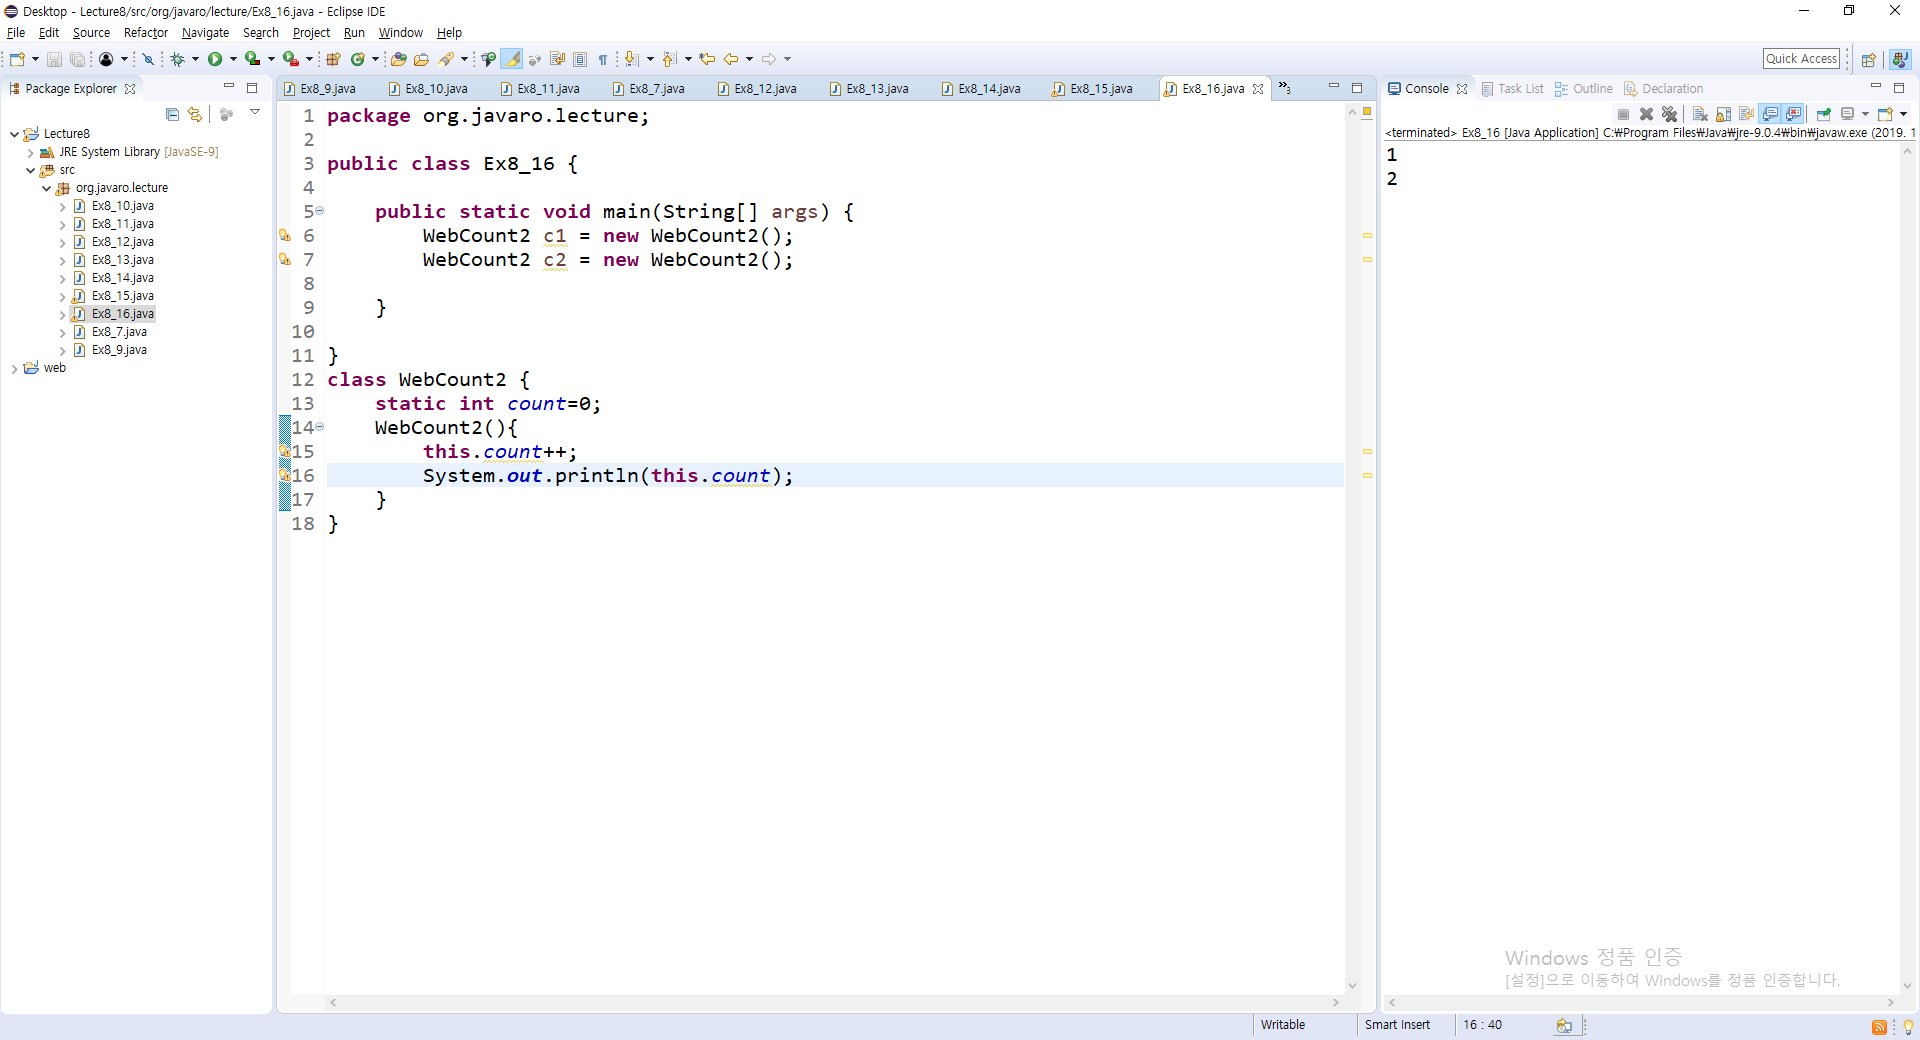 Desktop - Lecture8/src/org/javaro/lecture/Ex8_16.java - Eclipse IDE
File Edit Source Refactor Navigate Search Project Run Window Help
Quick Access
Package Explorer
Lecture8
JRE System Library [JavaSE-9]
src
org.javaro.lecture
Ex8_10.java
Ex8_11.java
Ex8_12.java
Ex8_13.java
Ex8_14.java
Ex8_15.java
Ex8_16.java
Ex8_7.java
Ex8_9.java
web
Ex8_9.java Ex8_10.java Ex8_11.java Ex8_7.java Ex8_12.java Ex8_13.java Ex8_14.java Ex8_15.java Ex8_16.java »3
1 package org.javaro.lecture;
2
3 public class Ex8_16 {
4
5 public static void main(String[] args) {
6 WebCount2 c1 = new WebCount2();
7 WebCount2 c2 = new WebCount2();
8
9 }
10
11 }
12 class WebCount2 {
13 static int count=0;
14 WebCount2(){
15 this.count++;
16 System.out.println(this.count);
17 }
18 }
Console Task List Outline Declaration
<terminated> Ex8_16 [Java Application] C:₩Program Files₩Java₩jre-9.0.4₩bin₩javaw.exe (2019. 1
1
2
Windows 정품 인증
[설정]으로 이동하여 Windows를 정품 인증합니다.
Writable Smart Insert 16 : 40